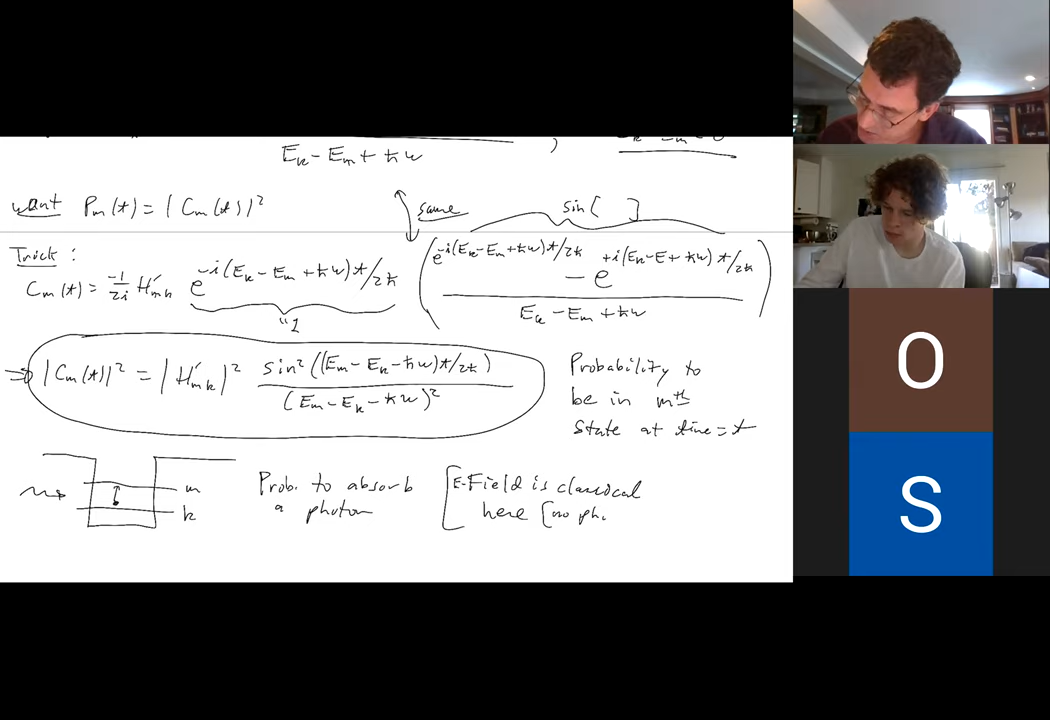 E_k - E_m + ħω
want P_m(t) = |C_m(t)|²
same
sin[ ]
Trick:
C_m(t) = -1/2i H'_mk e^{-i(E_k - E_m + ħω)t/2ħ} ( e^{-i(E_k - E_m + ħω)t/2ħ} - e^{+i(E_k - E + ħω)t/2ħ} / E_k - E_m + ħω )
"1
⇒ |C_m(t)|² = |H'_mk|² sin²((E_m - E_k - ħω)t/2ħ) / (E_m - E_k - ħω)²
Probability to
be in mth
State at time = t
m
k
Prob. to absorb
a photon
[E-Field is classical
here [no pho
O
S